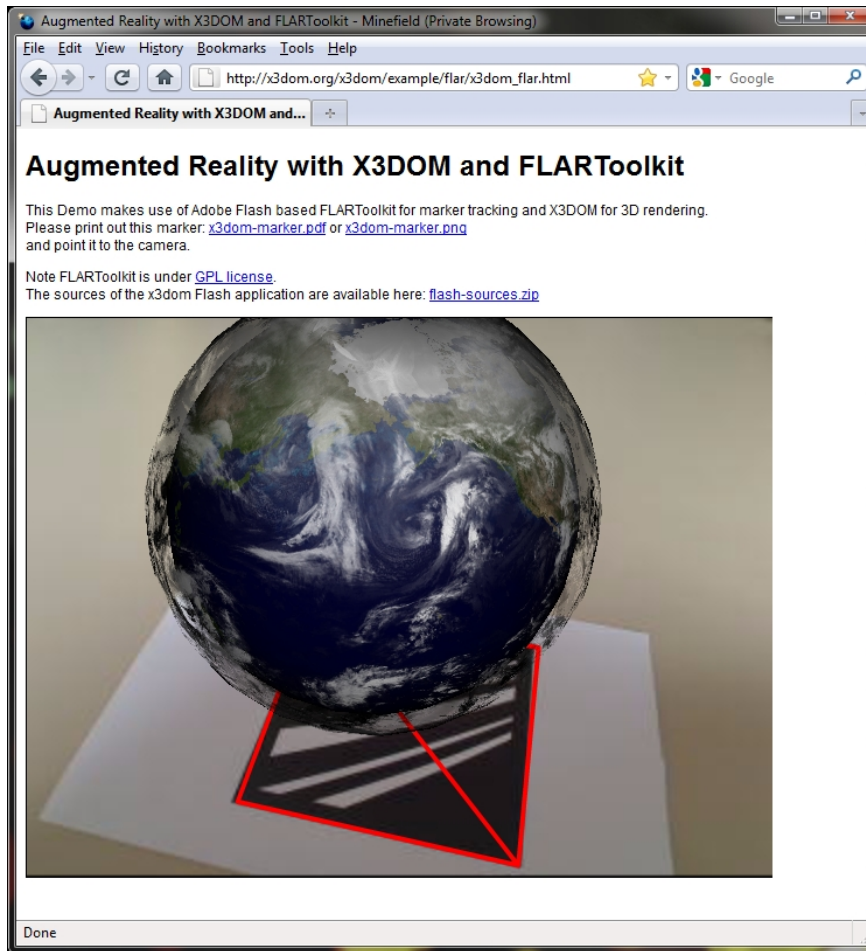 Augmented Reality with X3DOM and FLARToolkit - Minefield (Private Browsing)
File Edit View History Bookmarks Tools Help
http://x3dom.org/x3dom/example/flar/x3dom_flar.html
Google
Augmented Reality with X3DOM and...
Augmented Reality with X3DOM and FLARToolkit
This Demo makes use of Adobe Flash based FLARToolkit for marker tracking and X3DOM for 3D rendering.
Please print out this marker: x3dom-marker.pdf or x3dom-marker.png
and point it to the camera.
Note FLARToolkit is under GPL license.
The sources of the x3dom Flash application are available here: flash-sources.zip
Done